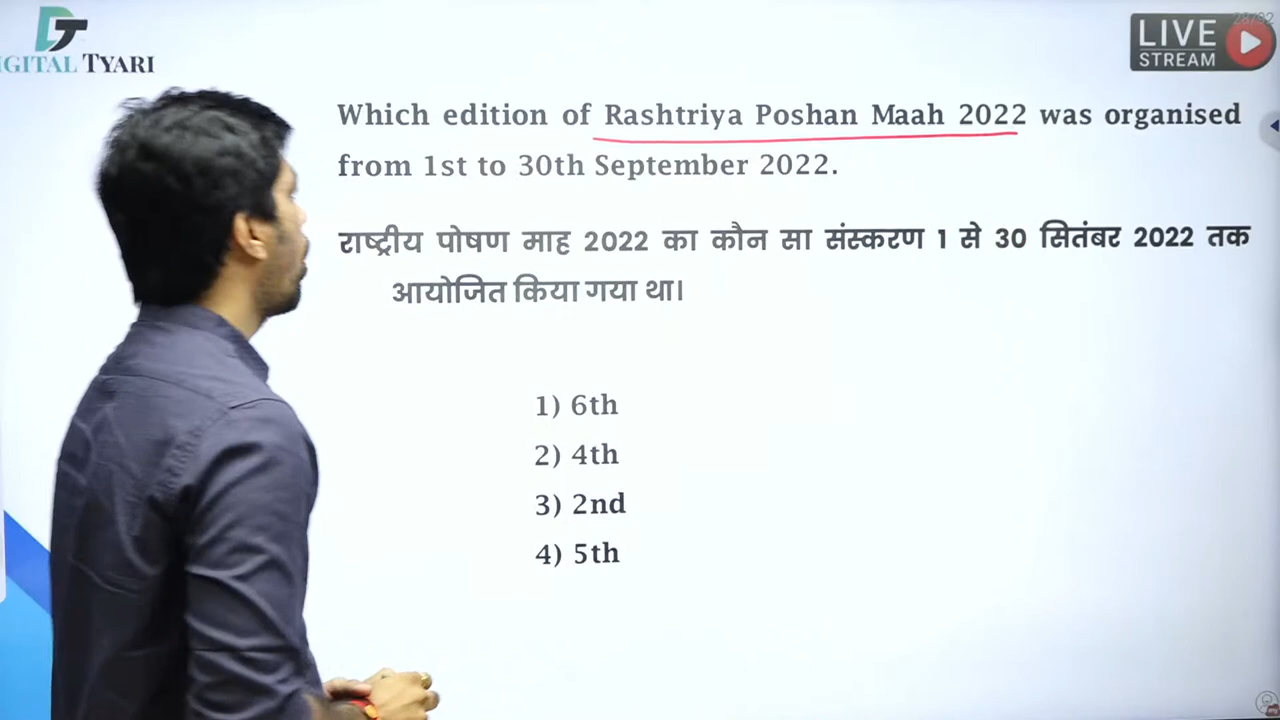 DT
IGITAL TYARI
LIVE
STREAM
Which edition of Rashtriya Poshan Maah 2022 was organised
from 1st to 30th September 2022.
राष्ट्रीय पोषण माह 2022 का कौन सा संस्करण 1 से 30 सितंबर 2022 तक
आयोजित किया गया था।
1) 6th
2) 4th
3) 2nd
4) 5th